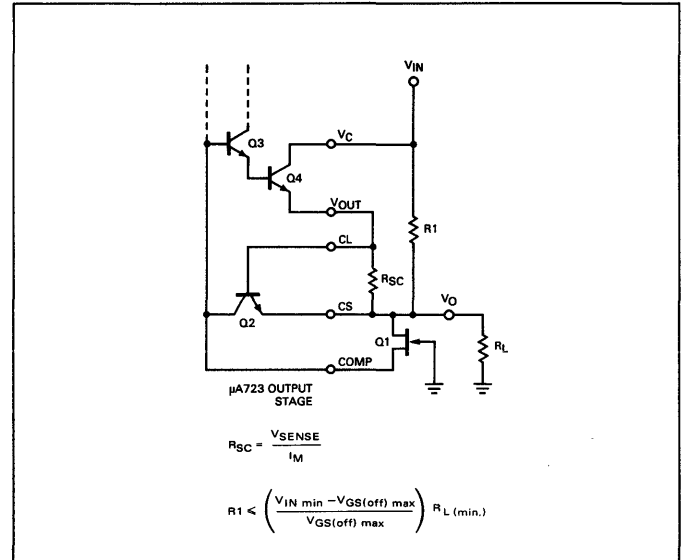 VIN
Q3
VC
Q4
VOUT
R1
CL
RSC
VO
CS
Q2
Q1
RL
COMP
µA723 OUTPUT
STAGE
RSC = VSENSE / IM
R1 ≤ ( VIN min −VGS(off) max / VGS(off) max ) RL (min.)